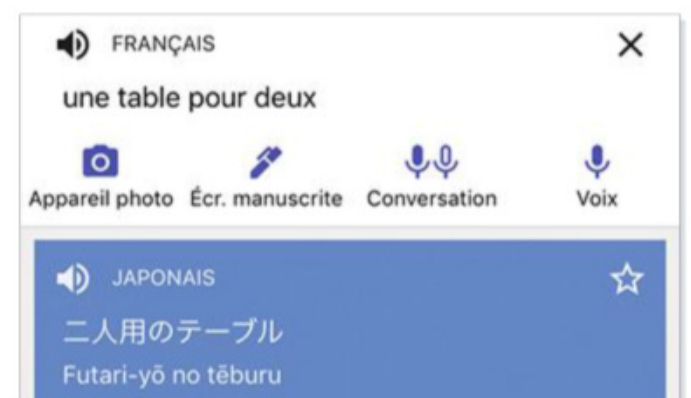 FRANÇAIS
une table pour deux
Appareil photo Écr. manuscrite Conversation Voix
JAPONAIS
二人用のテーブル
Futari-yō no tēburu